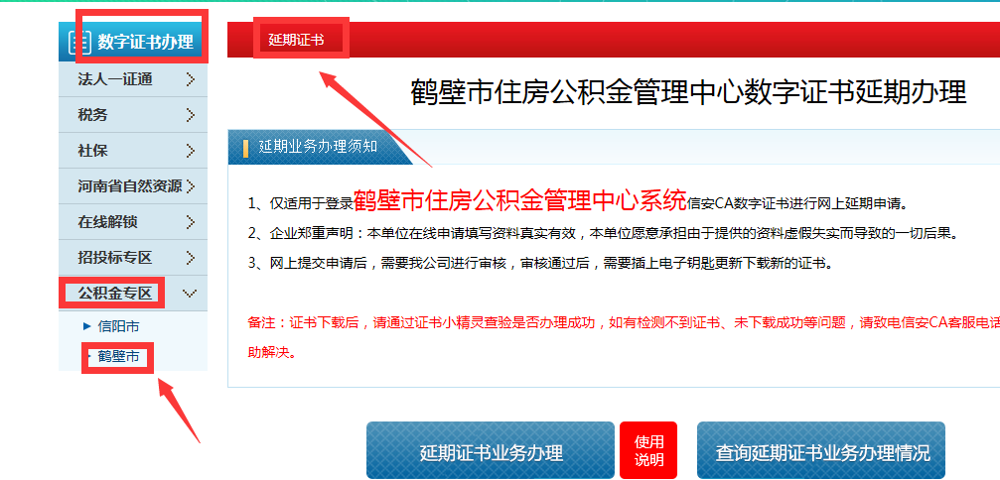 数字证书办理
法人一证通
税务
社保
河南省自然资源
在线解锁
招投标专区
公积金专区
信阳市
鹤壁市
延期证书
鹤壁市住房公积金管理中心数字证书延期办理
延期业务办理须知
1、仅适用于登录鹤壁市住房公积金管理中心系统信安CA数字证书进行网上延期申请。
2、企业郑重声明：本单位在线申请填写资料真实有效，本单位愿意承担由于提供的资料虚假失实而导致的一切后果。
3、网上提交申请后，需要我公司进行审核，审核通过后，需要插上电子钥匙更新下载新的证书。
备注：证书下载后，请通过证书小精灵查验是否办理成功，如有检测不到证书、未下载成功等问题，请致电信安CA客服电话
助解决。
延期证书业务办理
使用
说明
查询延期证书业务办理情况